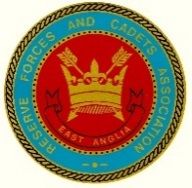 RESERVE FORCES AND CADETS ASSOCIATION
EAST ANGLIA